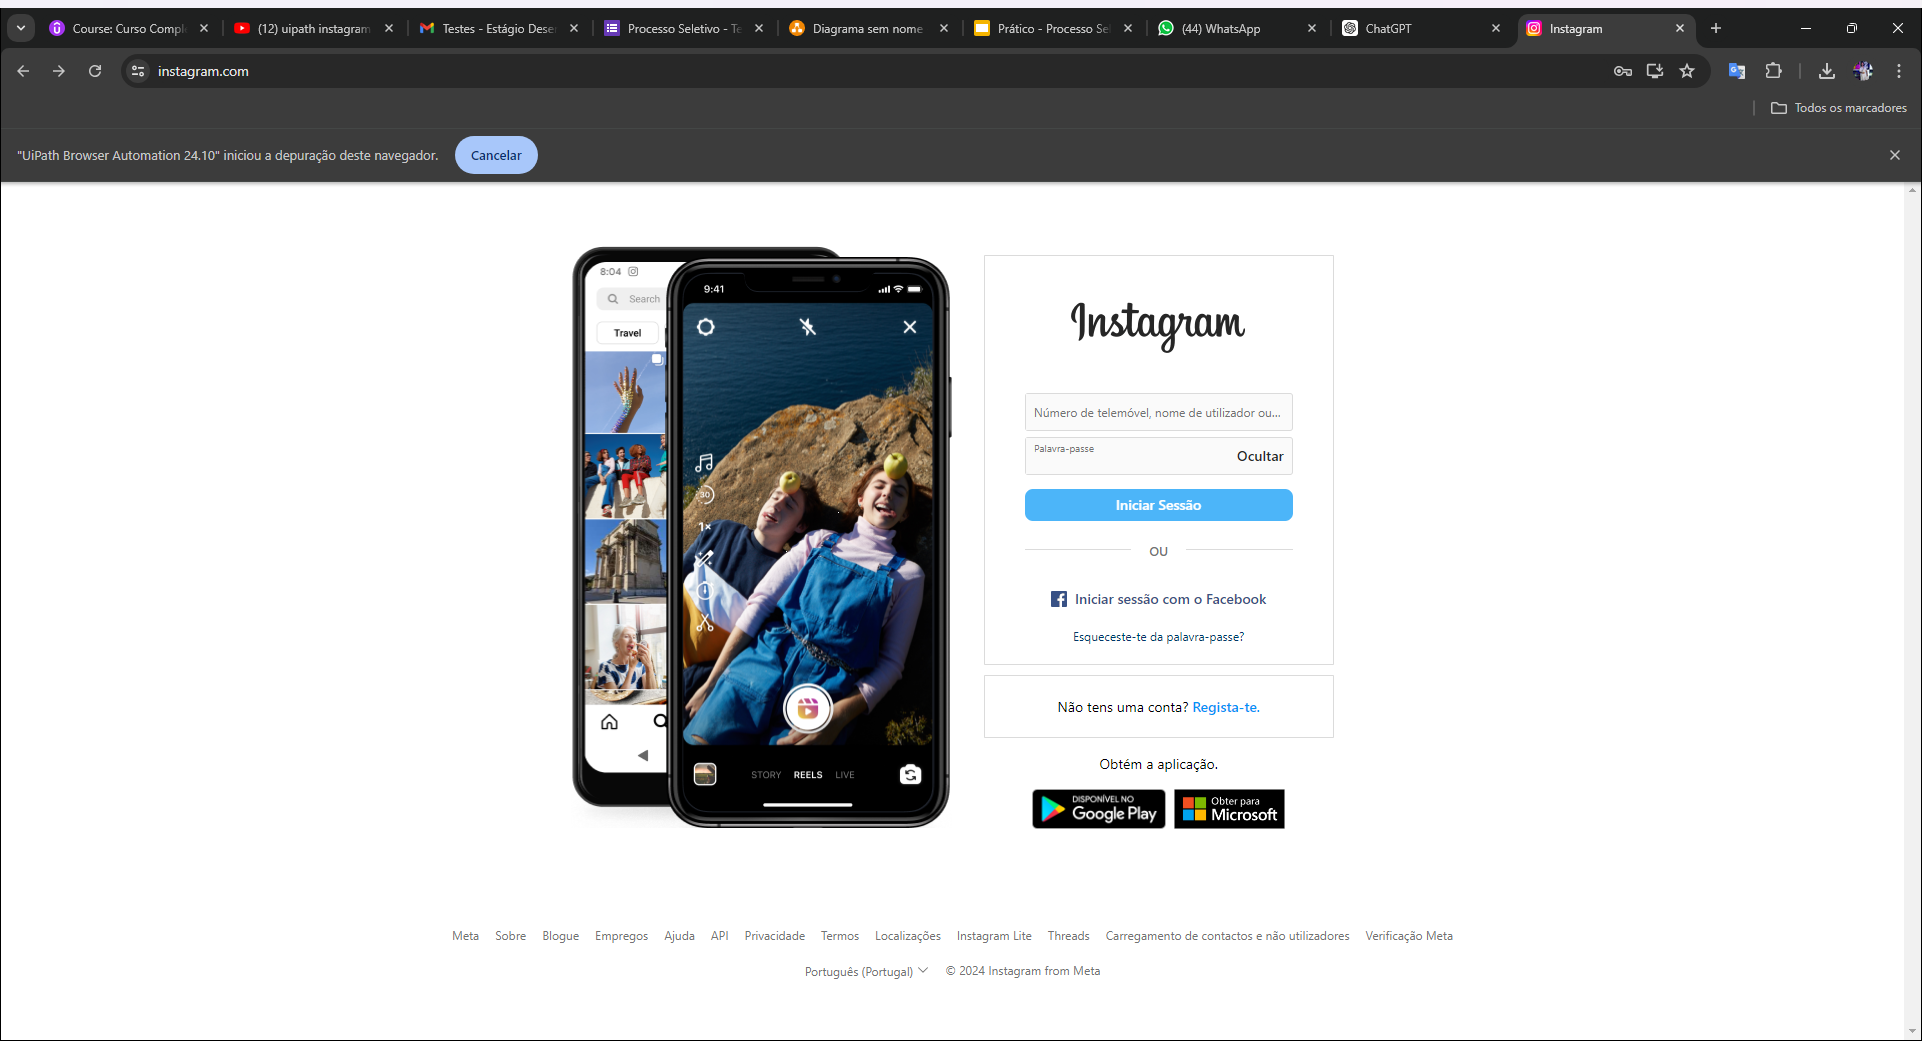 Course: Curso Compl
(12) uipath instagram
Testes - Estágio Deser
Processo Seletivo - Te
Diagrama sem nome
Prático - Processo Sel
(44) WhatsApp
ChatGPT
Instagram
instagram.com
Todos os marcadores
"UiPath Browser Automation 24.10" iniciou a depuração deste navegador.
Cancelar
8:04
Search
Travel
9:41
30
1x
STORY REELS LIVE
Instagram
Número de telemóvel, nome de utilizador ou...
Palavra-passe
Ocultar
Iniciar Sessão
OU
Iniciar sessão com o Facebook
Esqueceste-te da palavra-passe?
Não tens uma conta? Regista-te.
Obtém a aplicação.
DISPONÍVEL NO
Google Play
Obter para
Microsoft
Meta Sobre Blogue Empregos Ajuda API Privacidade Termos Localizações Instagram Lite Threads Carregamento de contactos e não utilizadores Verificação Meta
Português (Portugal) © 2024 Instagram from Meta